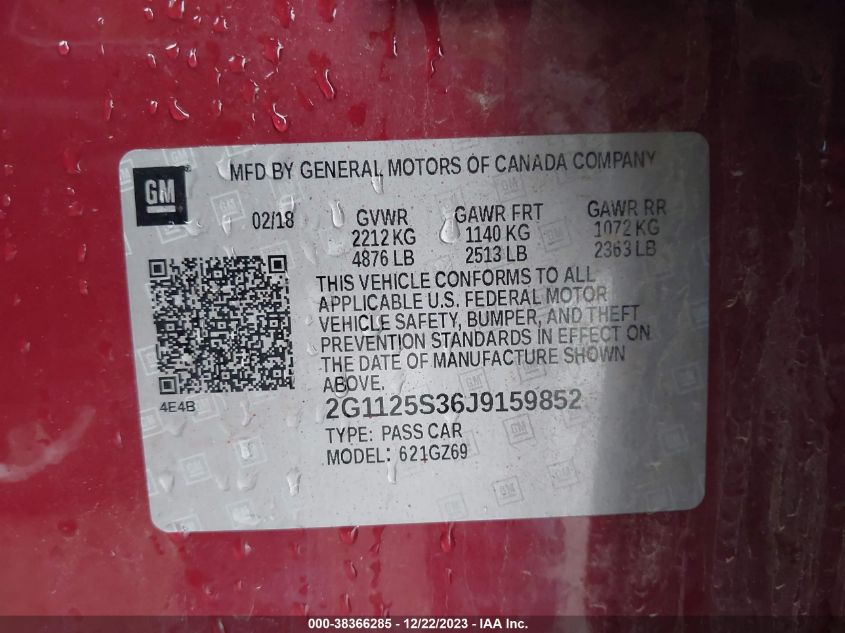 GM
MFD BY GENERAL MOTORS OF CANADA COMPANY
02/18 GVWR GAWR FRT GAWR RR
2212 KG 1140 KG 1072 KG
4876 LB 2513 LB 2363 LB
THIS VEHICLE CONFORMS TO ALL
APPLICABLE U.S. FEDERAL MOTOR
VEHICLE SAFETY, BUMPER, AND THEFT
PREVENTION STANDARDS IN EFFECT ON
THE DATE OF MANUFACTURE SHOWN
ABOVE.
4E4B
2G1125S36J9159852
TYPE: PASS CAR
MODEL: 621GZ69
000-38366285 - 12/22/2023 - IAA Inc.